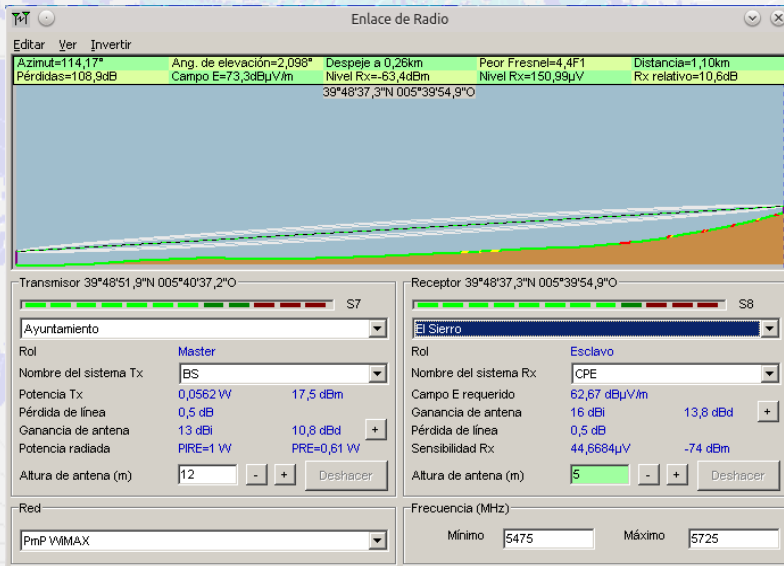 Enlace de Radio
Editar Ver Invertir
Azimut=114,17° Ang. de elevación=2,098° Despeje a 0,26km Peor Fresnel=4,4F1 Distancia=1,10km
Pérdidas=108,9dB Campo E=73,3dBµV/m Nivel Rx=-63,4dBm Nivel Rx=150,99µV Rx relativo=10,6dB
39°48'37,3"N 005°39'54,9"O
Transmisor 39°48'51,9"N 005°40'37,2"O
S7
Ayuntamiento
Rol Master
Nombre del sistema Tx BS
Potencia Tx 0,0562 W 17,5 dBm
Pérdida de línea 0,5 dB
Ganancia de antena 13 dBi 10,8 dBd +
Potencia radiada PIRE=1 W PRE=0,61 W
Altura de antena (m) 12 - + Deshacer
Red
PmP WiMAX
Receptor 39°48'37,3"N 005°39'54,9"O
S8
El Sierro
Rol Esclavo
Nombre del sistema Rx CPE
Campo E requerido 62,67 dBµV/m
Ganancia de antena 16 dBi 13,8 dBd +
Pérdida de línea 0,5 dB
Sensibilidad Rx 44,6684µV -74 dBm
Altura de antena (m) 5 - + Deshacer
Frecuencia (MHz)
Mínimo 5475 Máximo 5725